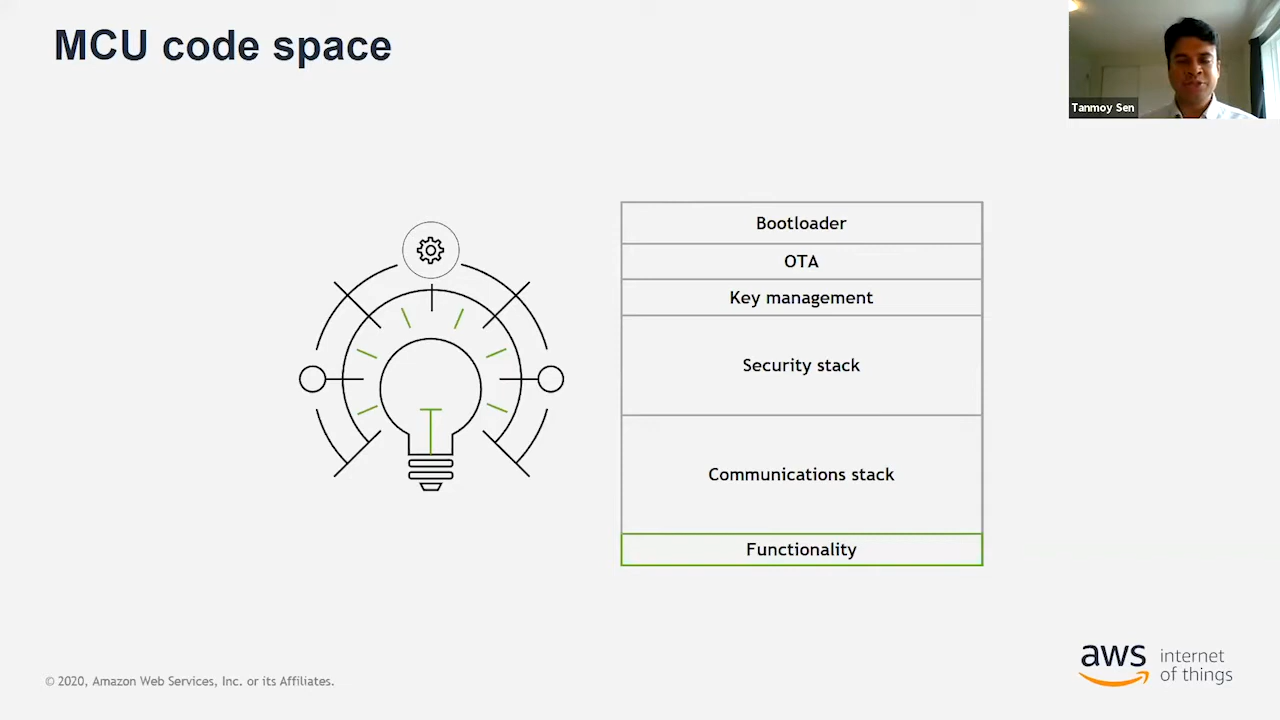 MCU code space
Tanmoy Sen
Bootloader
OTA
Key management
Security stack
Communications stack
Functionality
© 2020, Amazon Web Services, Inc. or its Affiliates.
aws internet
of things